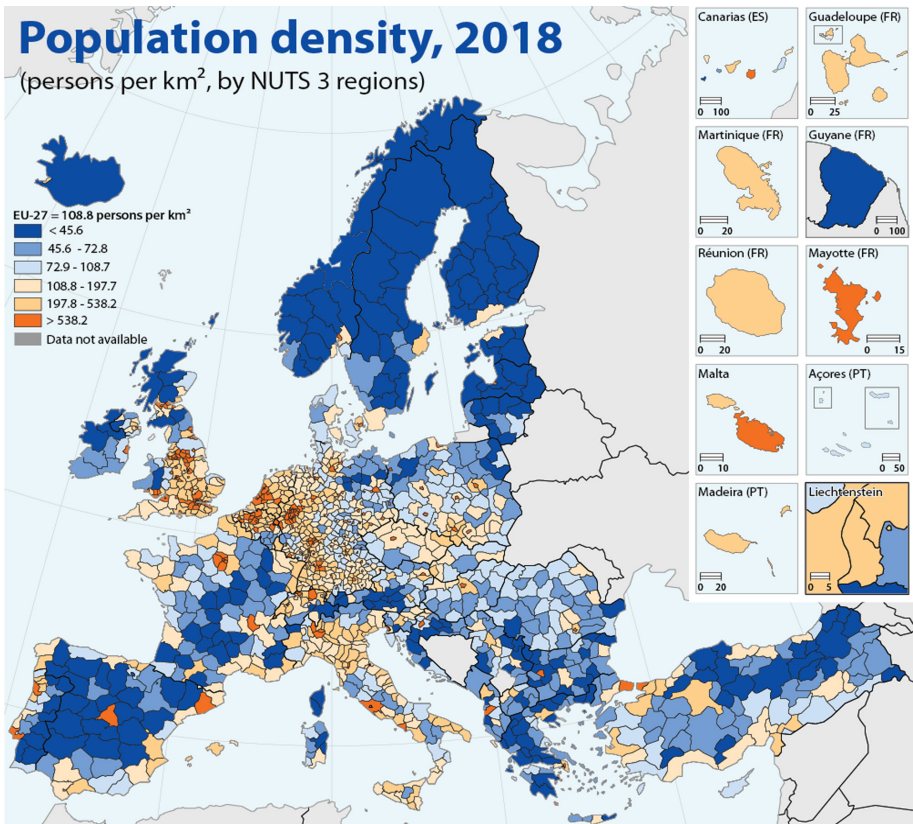 Population density, 2018
(persons per km², by NUTS 3 regions)
EU-27 = 108.8 persons per km²
< 45.6
45.6 - 72.8
72.9 - 108.7
108.8 - 197.7
197.8 - 538.2
> 538.2
Data not available
Canarias (ES)
0 100
Guadeloupe (FR)
0 25
Martinique (FR)
0 20
Guyane (FR)
0 100
Réunion (FR)
0 20
Mayotte (FR)
0 15
Malta
0 10
Açores (PT)
0 50
Madeira (PT)
0 20
Liechtenstein
0 5